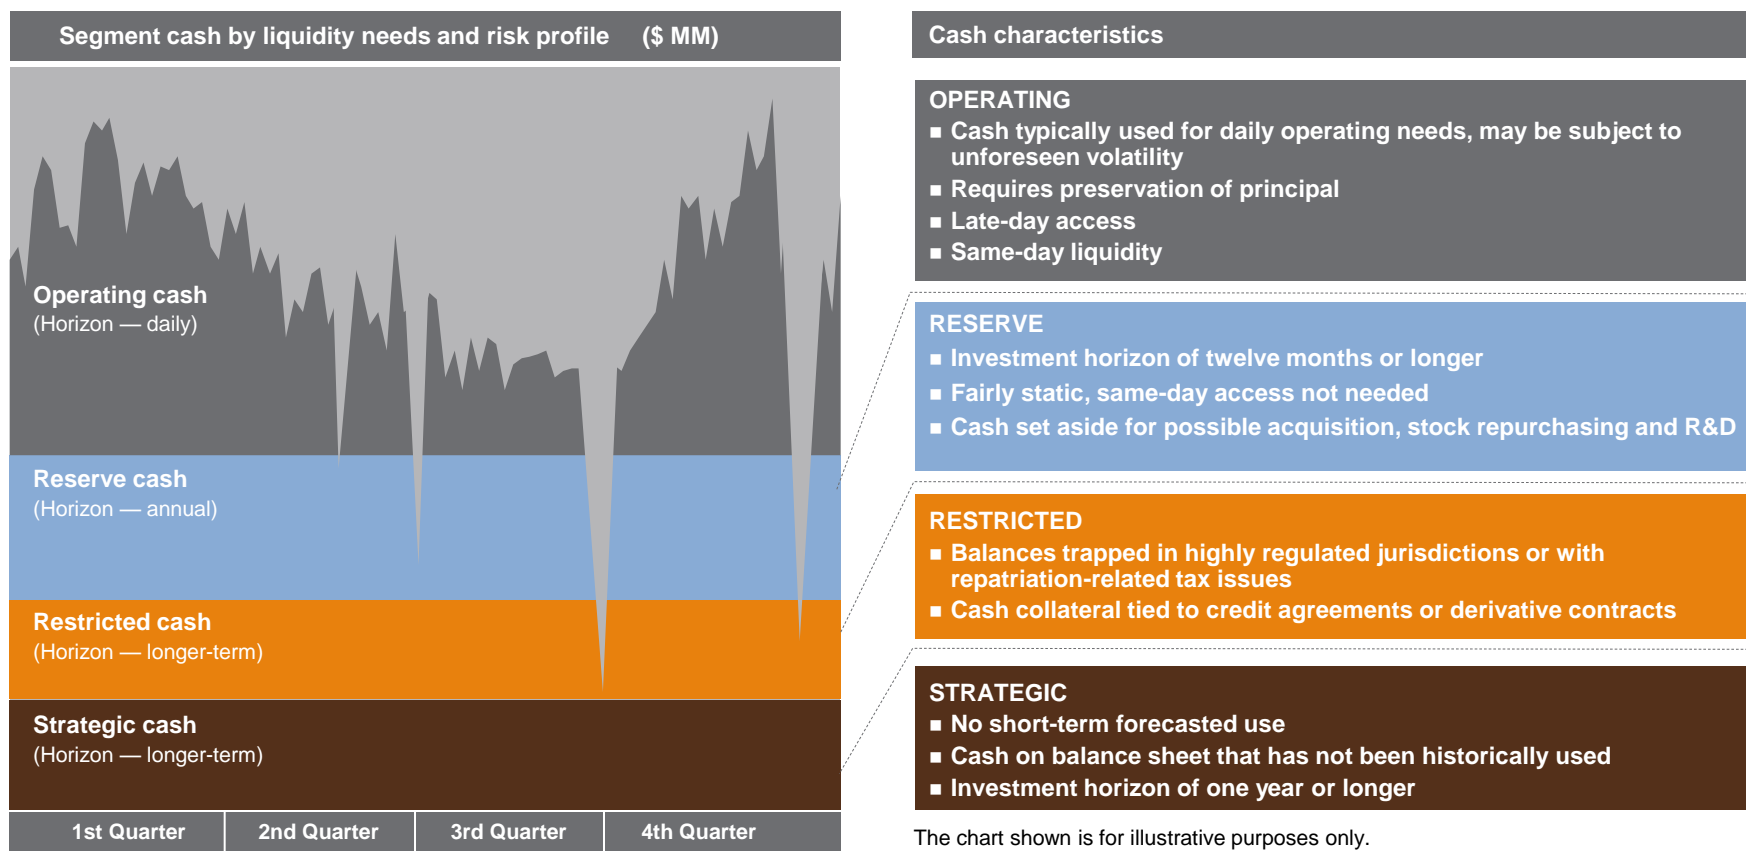 Segment cash by liquidity needs and risk profile ($ MM)
Operating cash
(Horizon — daily)
Reserve cash
(Horizon — annual)
Restricted cash
(Horizon — longer-term)
Strategic cash
(Horizon — longer-term)
1st Quarter
2nd Quarter
3rd Quarter
4th Quarter
Cash characteristics
OPERATING
■ Cash typically used for daily operating needs, may be subject to
unforeseen volatility
■ Requires preservation of principal
■ Late-day access
■ Same-day liquidity
RESERVE
■ Investment horizon of twelve months or longer
■ Fairly static, same-day access not needed
■ Cash set aside for possible acquisition, stock repurchasing and R&D
RESTRICTED
■ Balances trapped in highly regulated jurisdictions or with
repatriation-related tax issues
■ Cash collateral tied to credit agreements or derivative contracts
STRATEGIC
■ No short-term forecasted use
■ Cash on balance sheet that has not been historically used
■ Investment horizon of one year or longer
The chart shown is for illustrative purposes only.